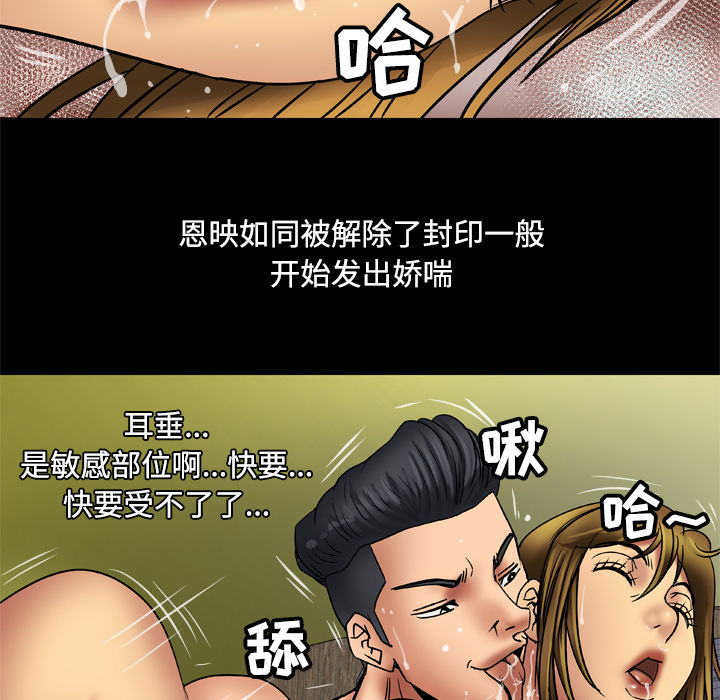 哈
恩映如同被解除了封印一般
开始发出娇喘
耳垂...
是敏感部位啊...快要...
快要受不了了...
啾
哈~
舔